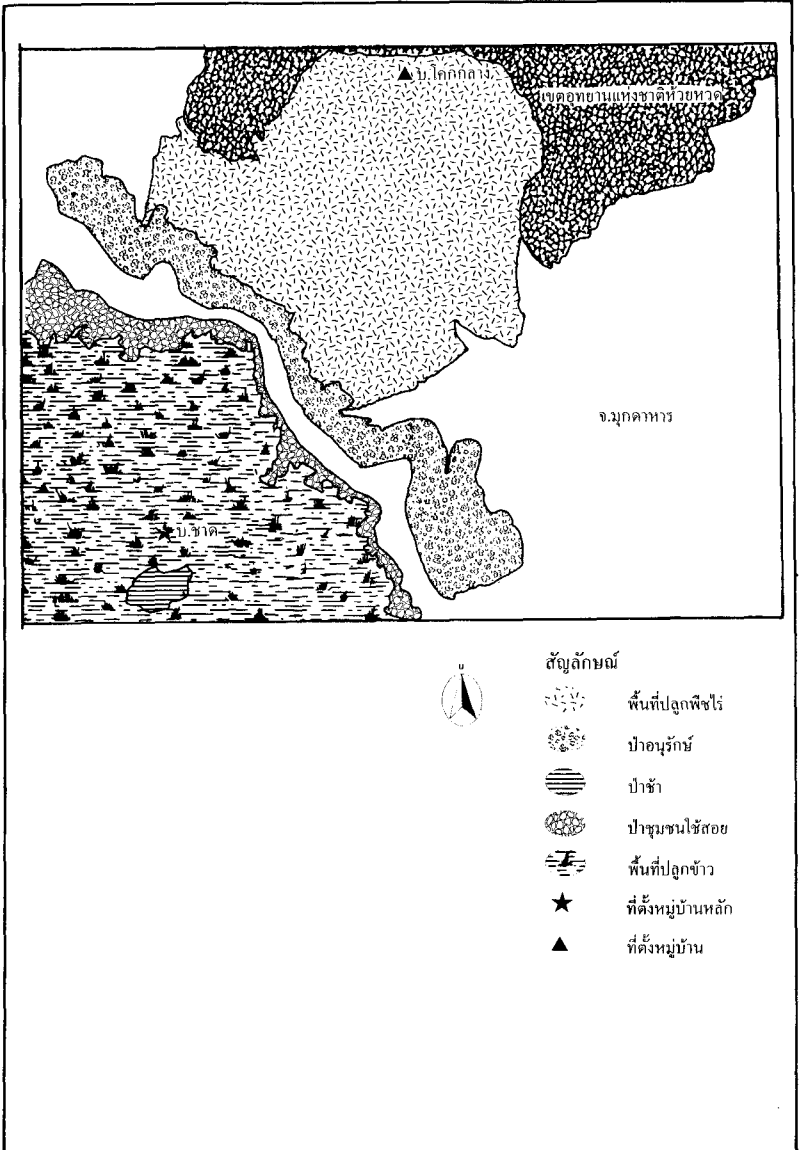 บ.โคกกลาง
เขตอุทยานแห่งชาติห้วยหวด
จ.มุกดาหาร
บ.ชาด
น
สัญลักษณ์
พื้นที่ปลูกพืชไร่
ป่าอนุรักษ์
ป่าช้า
ป่าชุมชนใช้สอย
พื้นที่ปลูกข้าว
ที่ตั้งหมู่บ้านหลัก
ที่ตั้งหมู่บ้าน